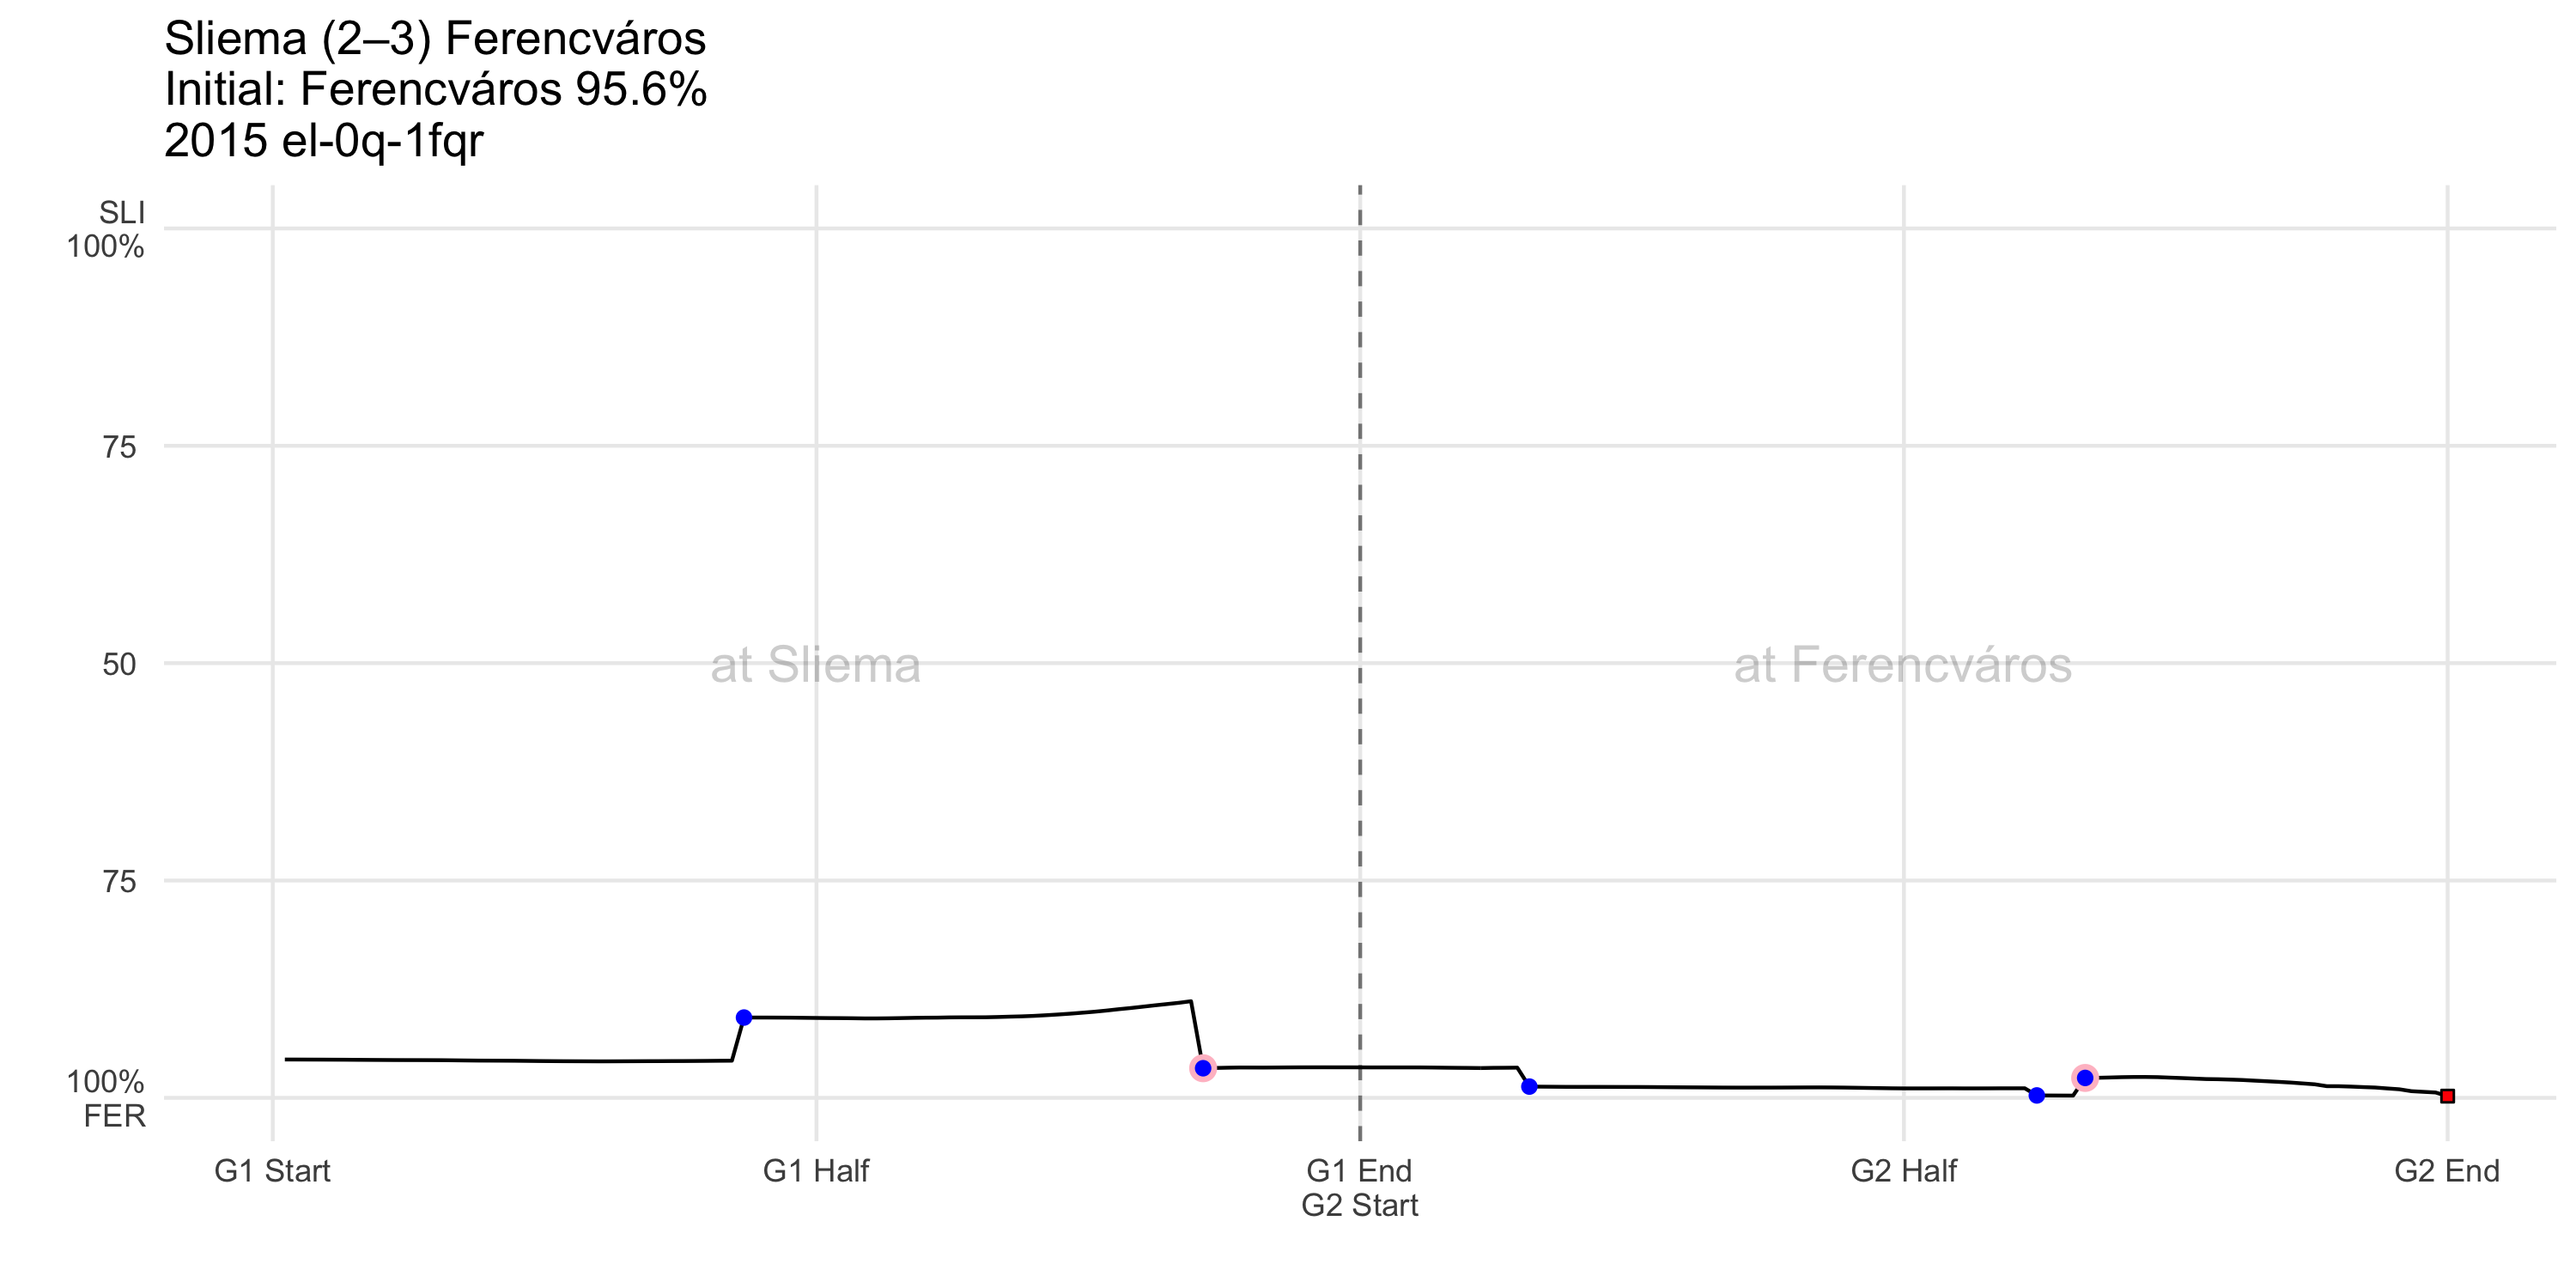 Sliema (2–3) Ferencváros
Initial: Ferencváros 95.6%
2015 el-0q-1fqr
SLI
100%
75
50
75
100%
FER
at Sliema
at Ferencváros
G1 Start
G1 Half
G1 End
G2 Start
G2 Half
G2 End